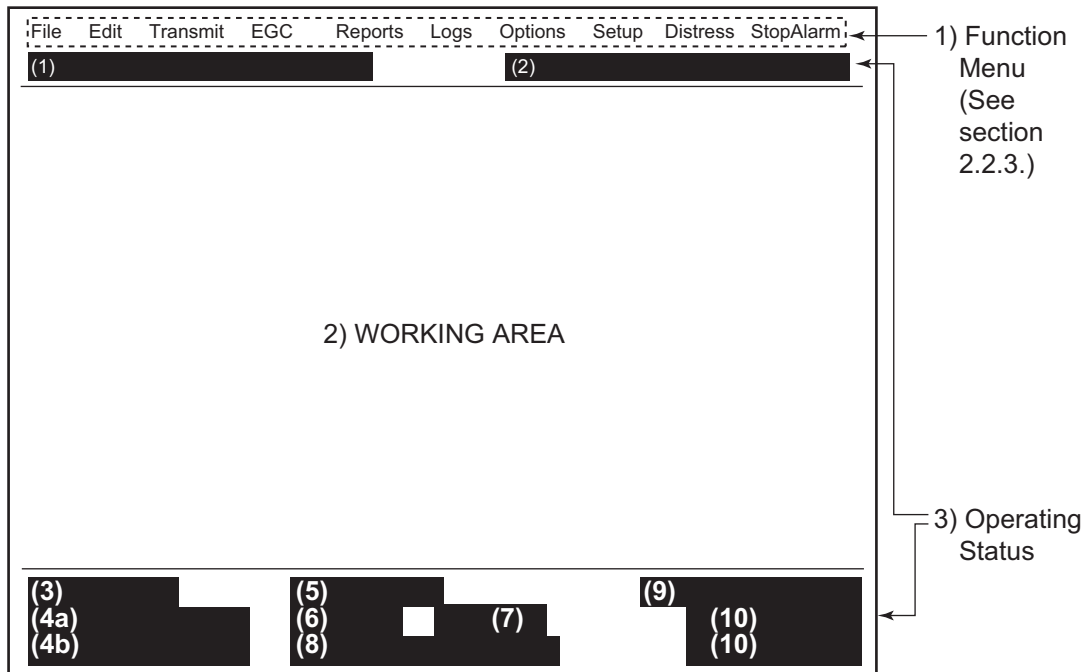 File Edit Transmit EGC Reports Logs Options Setup Distress StopAlarm
(1) (2)
1) Function
Menu
(See
section
2.2.3.)
2) WORKING AREA
3) Operating
Status
(3) (5) (9)
(4a) (6) (7) (10)
(4b) (8) (10)